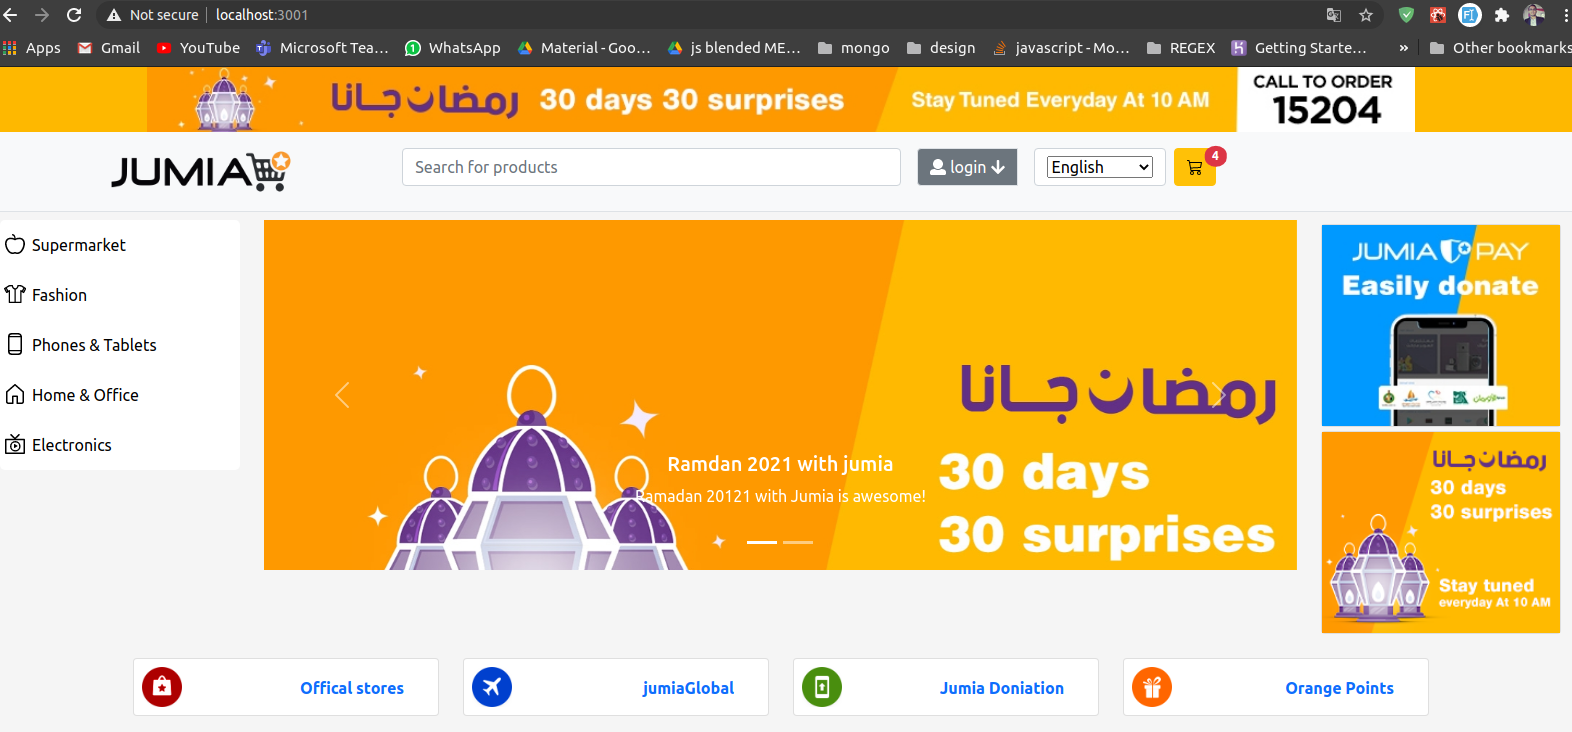 Not secure | localhost:3001
Apps Gmail YouTube Microsoft Tea... WhatsApp Material - Goo... js blended ME... mongo design javascript - Mo... REGEX Getting Starte... » Other bookmarks
رمضان جانا 30 days 30 surprises Stay Tuned Everyday At 10 AM CALL TO ORDER
15204
JUMIA Search for products login English 4
Supermarket
Fashion
Phones & Tablets
Home & Office
Electronics
رمضان جانا
30 days
30 surprises
Ramdan 2021 with jumia
Ramadan 20121 with Jumia is awesome!
JUMIA PAY
Easily donate
رمضان جانا
30 days
30 surprises
Stay tuned
everyday At 10 AM
Offical stores
jumiaGlobal
Jumia Doniation
Orange Points